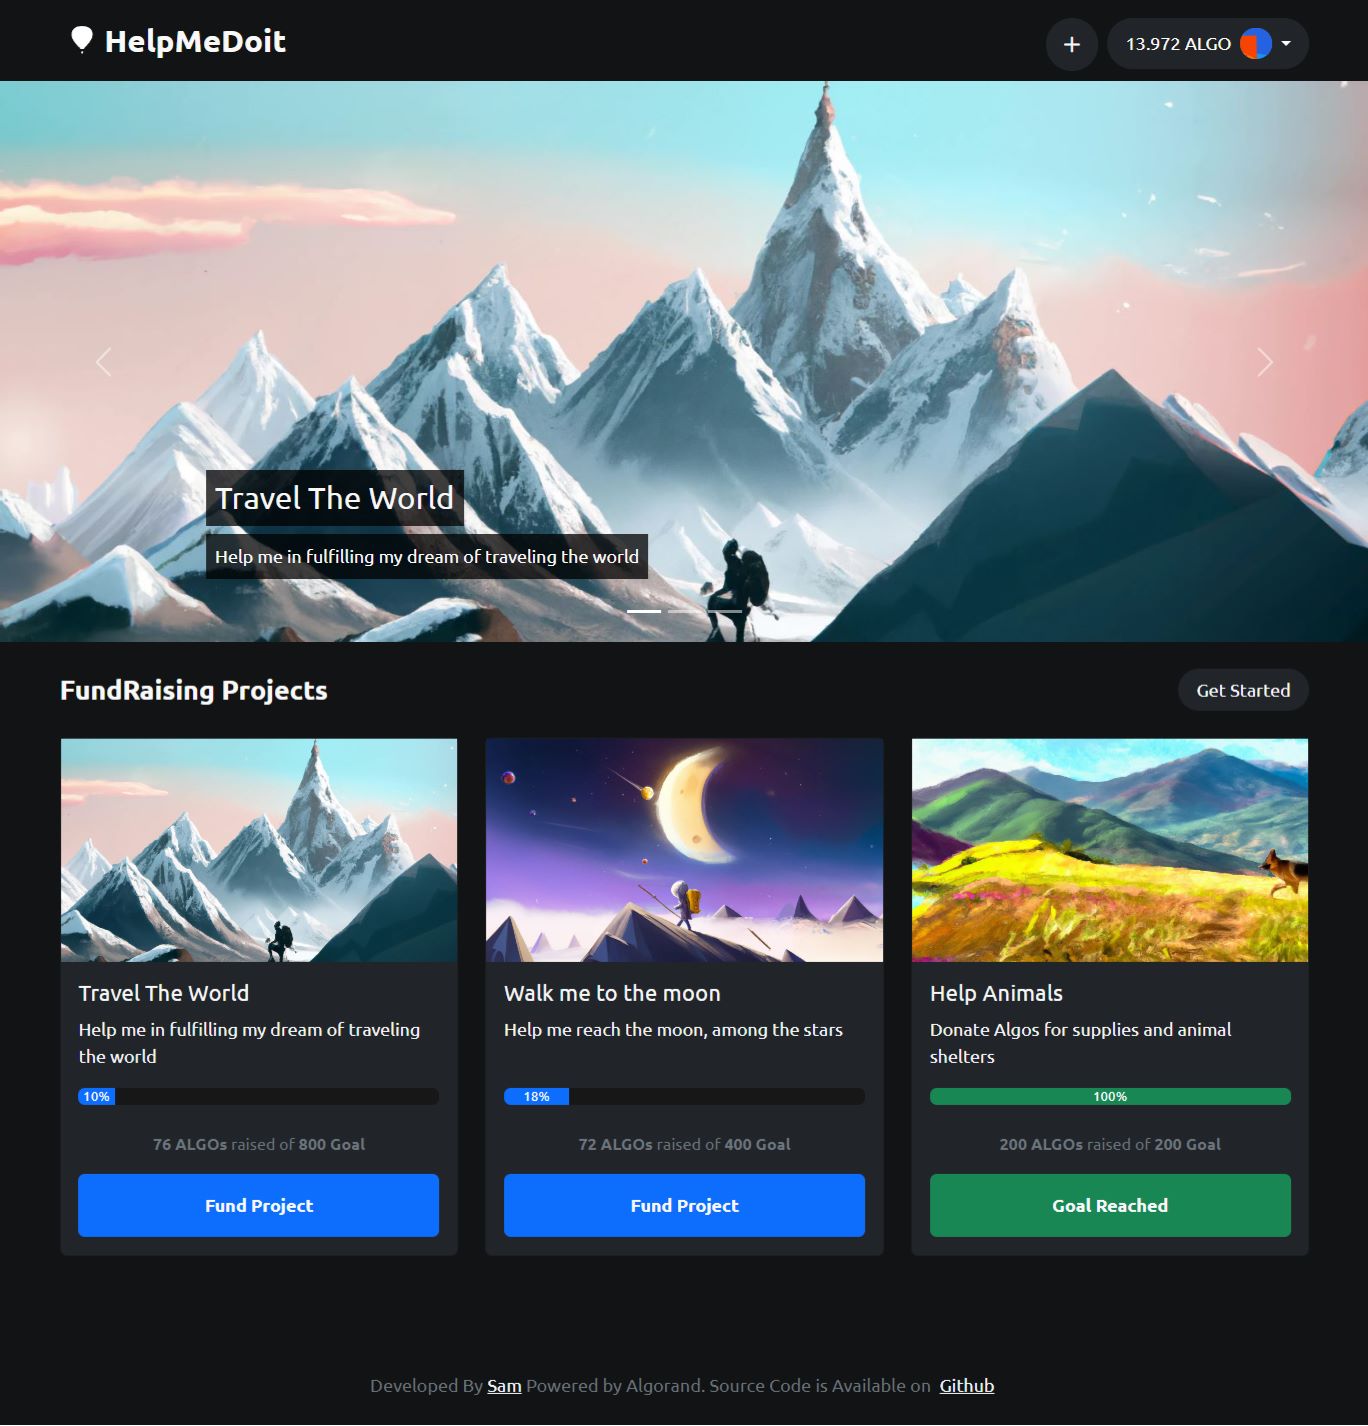 HelpMeDoit
+
13.972 ALGO
Travel The World
Help me in fulfilling my dream of traveling the world
FundRaising Projects
Get Started
Travel The World
Help me in fulfilling my dream of traveling
the world
10%
76 ALGOs raised of 800 Goal
Fund Project
Walk me to the moon
Help me reach the moon, among the stars
18%
72 ALGOs raised of 400 Goal
Fund Project
Help Animals
Donate Algos for supplies and animal
shelters
100%
200 ALGOs raised of 200 Goal
Goal Reached
Developed By Sam Powered by Algorand. Source Code is Available on Github